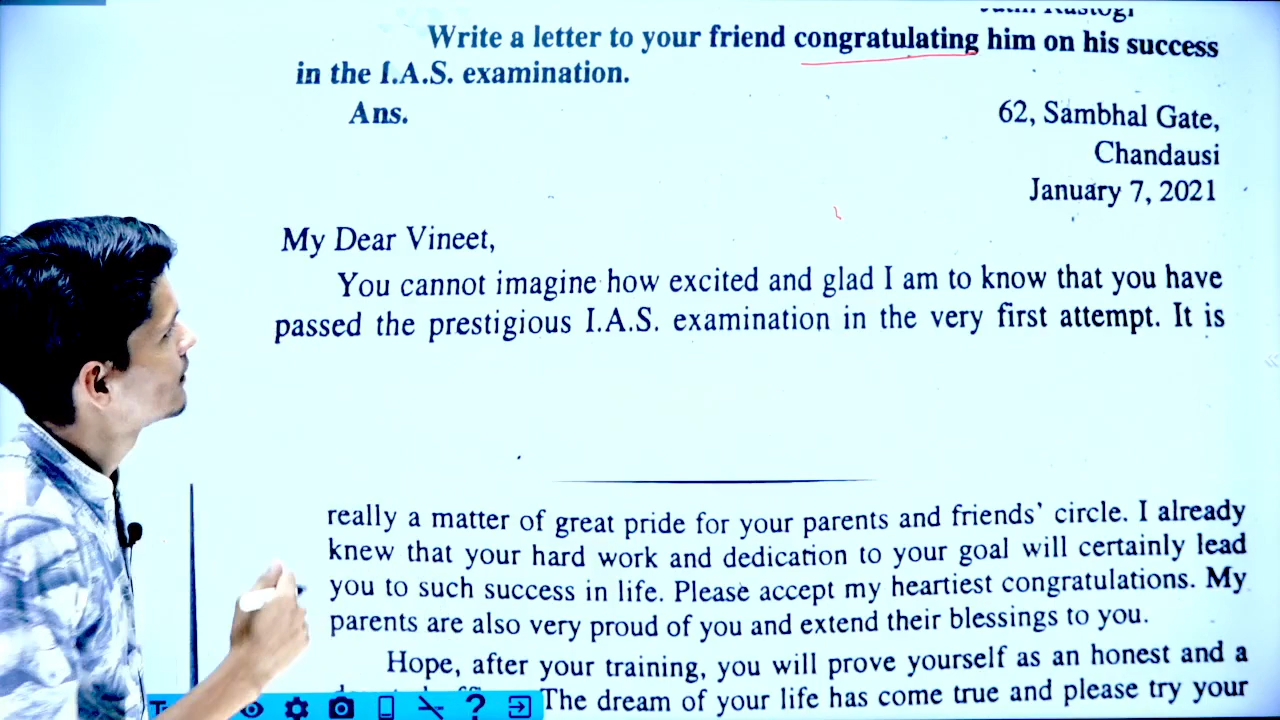 Write a letter to your friend congratulating him on his success
in the I.A.S. examination.
Ans.
62, Sambhal Gate,
Chandausi
January 7, 2021
My Dear Vineet,
You cannot imagine how excited and glad I am to know that you have
passed the prestigious I.A.S. examination in the very first attempt. It is
really a matter of great pride for your parents and friends' circle. I already
knew that your hard work and dedication to your goal will certainly lead
you to such success in life. Please accept my heartiest congratulations. My
parents are also very proud of you and extend their blessings to you.
Hope, after your training, you will prove yourself as an honest and a
The dream of your life has come true and please try your